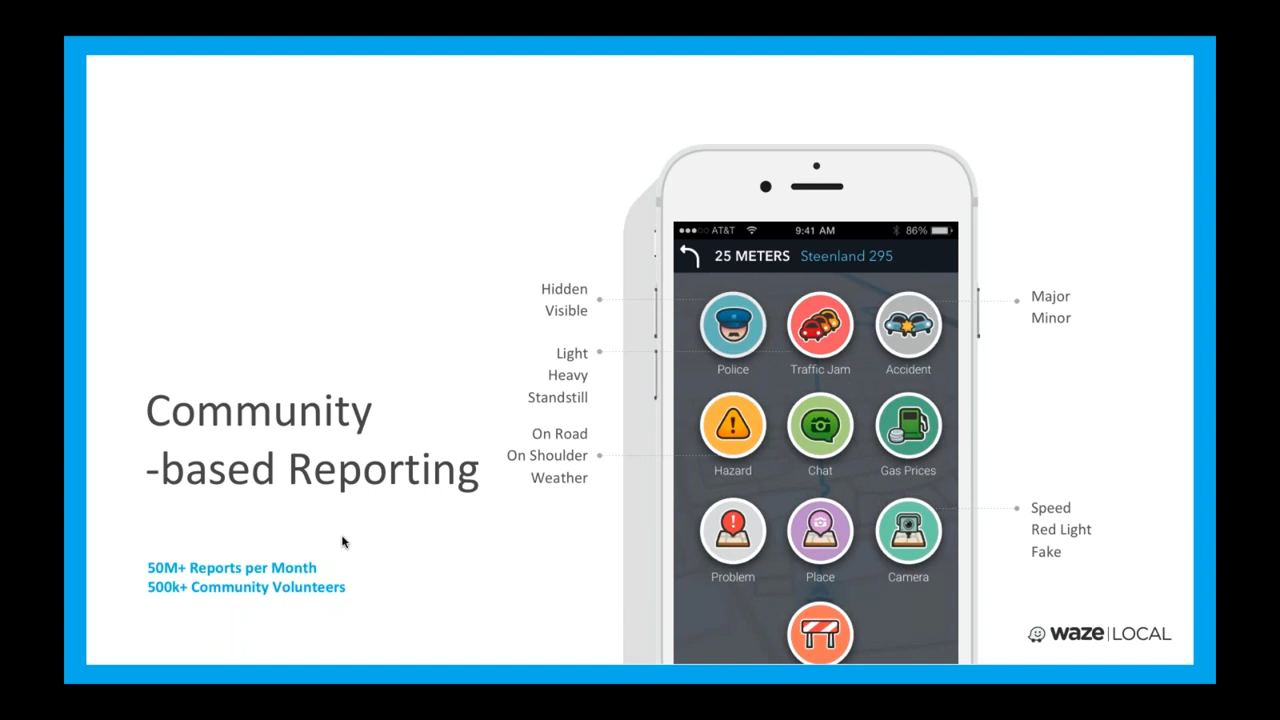 AT&T 9:41 AM 86%
25 METERS Steenland 295
Hidden
Visible
Light
Heavy
Standstill
On Road
On Shoulder
Weather
Police Traffic Jam Accident
Hazard Chat Gas Prices
Problem Place Camera
Major
Minor
Speed
Red Light
Fake
Community
-based Reporting
50M+ Reports per Month
500k+ Community Volunteers
waze | LOCAL